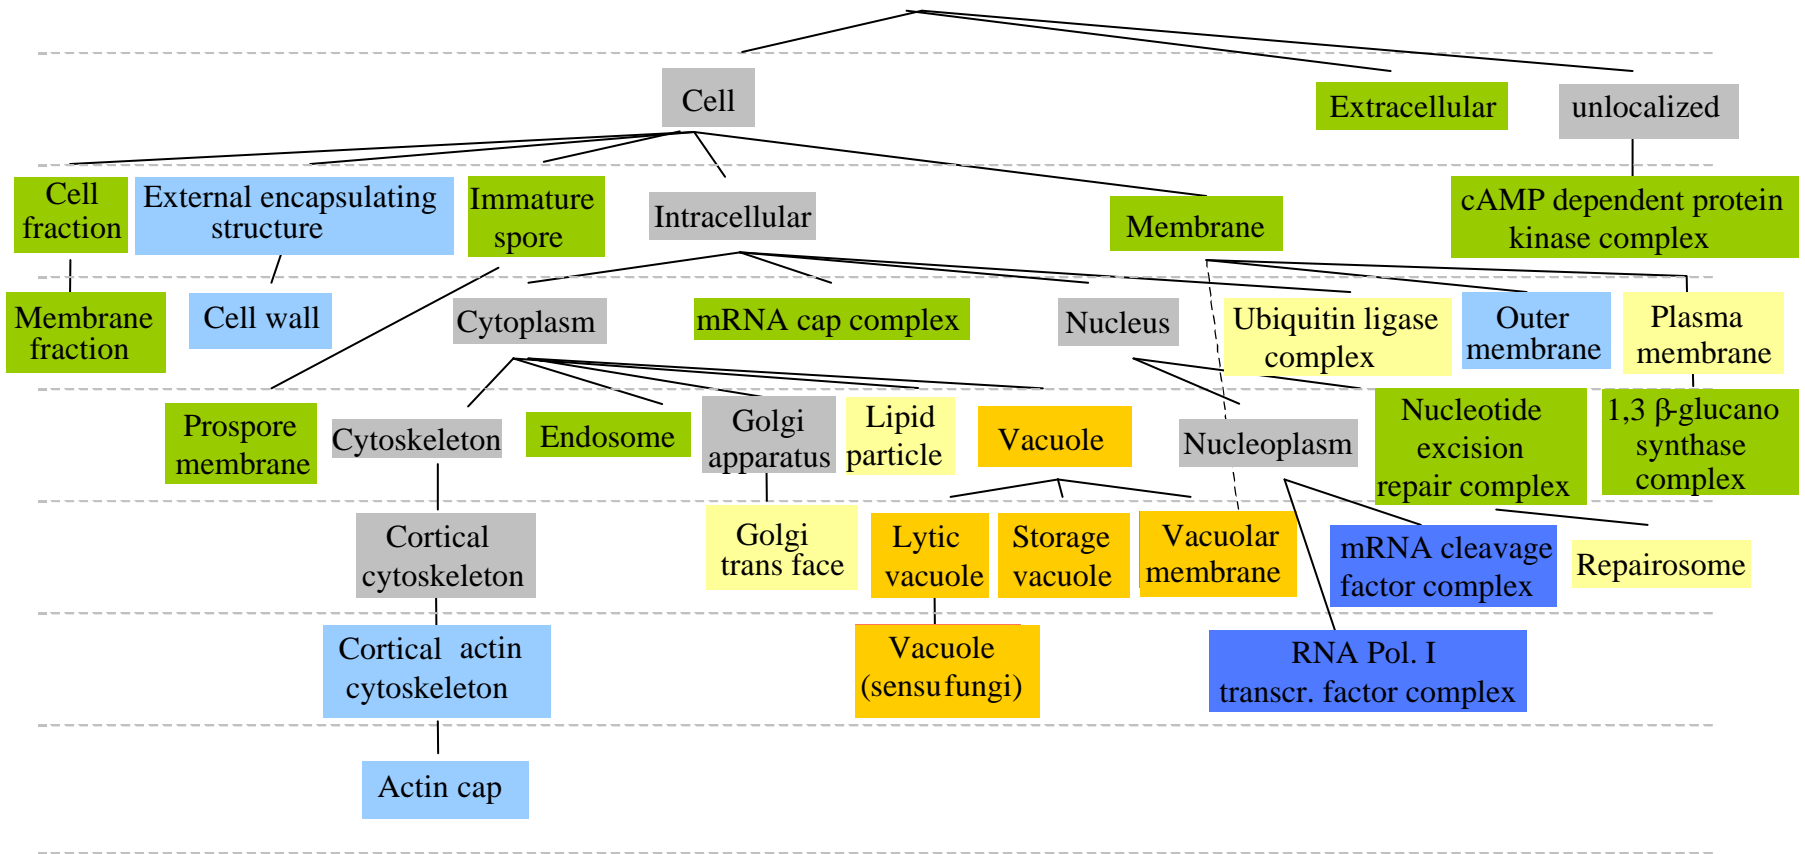 Cell
Extracellular
unlocalized
Cell
fraction
External encapsulating
structure
Immature
spore
Intracellular
Membrane
cAMP dependent protein
kinase complex
Membrane
fraction
Cell wall
Cytoplasm
mRNA cap complex
Nucleus
Ubiquitin ligase
complex
Outer
membrane
Plasma
membrane
Prospore
membrane
Cytoskeleton
Endosome
Golgi
apparatus
Lipid
particle
Vacuole
Nucleoplasm
Nucleotide
excision
repair complex
1,3 β-glucano
synthase
complex
Cortical
cytoskeleton
Golgi
trans face
Lytic
vacuole
Storage
vacuole
Vacuolar
membrane
mRNA cleavage
factor complex
Repairosome
Cortical actin
cytoskeleton
Vacuole
(sensu fungi)
RNA Pol. I
transcr. factor complex
Actin cap